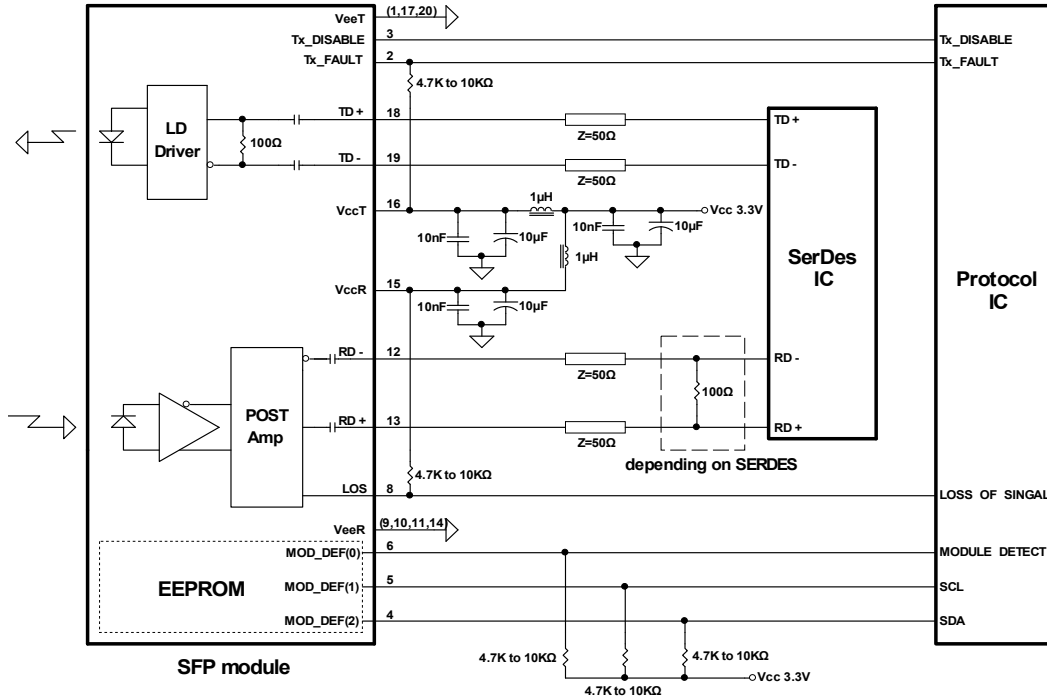 VeeT (1,17,20)
Tx_DISABLE 3 Tx_DISABLE
Tx_FAULT 2 Tx_FAULT
4.7K to 10KΩ
LD
Driver
100Ω
TD + 18 Z=50Ω TD +
TD - 19 Z=50Ω TD -
1µH
VccT 16 Vcc 3.3V
10nF 10µF 10nF 10µF
1µH
SerDes
IC
Protocol
IC
VccR 15
10nF 10µF
RD - 12 Z=50Ω RD -
100Ω
POST
Amp
RD + 13 Z=50Ω RD +
depending on SERDES
4.7K to 10KΩ
LOS 8 LOSS OF SINGAL
VeeR (9,10,11,14)
MOD_DEF(0) 6 MODULE DETECT
EEPROM
MOD_DEF(1) 5 SCL
MOD_DEF(2) 4 SDA
4.7K to 10KΩ 4.7K to 10KΩ
SFP module
Vcc 3.3V
4.7K to 10KΩ